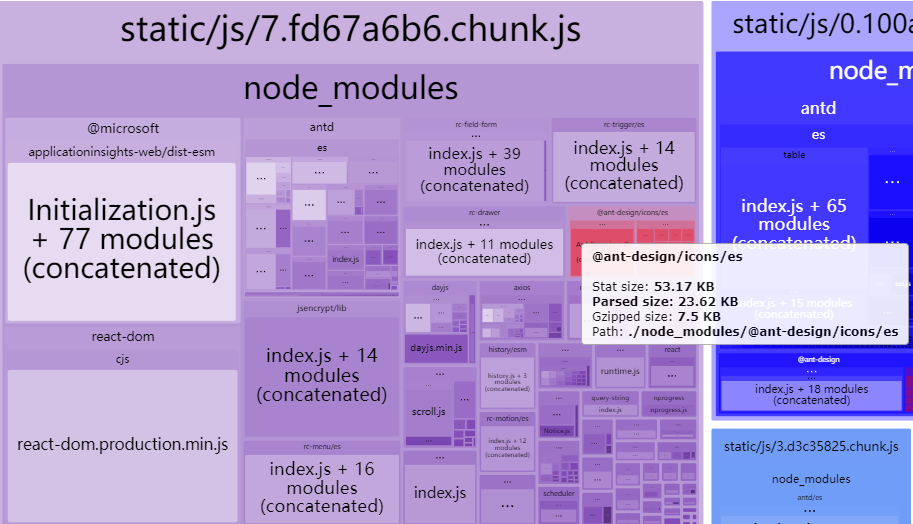 static/js/7.fd67a6b6.chunk.js
node_modules
@microsoft
applicationinsights-web/dist-esm
Initialization.js
+ 77 modules
(concatenated)
react-dom
cjs
react-dom.production.min.js
antd
es
...
index.js
jsencrypt/lib
index.js + 14
modules
(concatenated)
rc-menu/es
index.js + 16
modules
(concatenated)
rc-field-form
...
index.js + 39
modules
(concatenated)
rc-trigger/es
index.js + 14
modules
(concatenated)
rc-drawer
index.js + 11 modules
(concatenated)
@ant-design/icons/es
dayjs
...
dayjs.min.js
axios
...
...
scroll.js
history/esm
history.js + 3
modules
(concatenated)
...
runtime.js
react
...
query-string
index.js
nprogress
nprogress.js
rc-motion/es
index.js + 12
modules
(concatenated)
Notice.js
index.js
...
scheduler
@ant-design/icons/es
Stat size: 53.17 KB
Parsed size: 23.62 KB
Gzipped size: 7.5 KB
Path: ./node_modules/@ant-design/icons/es
static/js/0.100
node_
antd
es
table
index.js + 65
modules
(concatenated)
...
@ant-design
...
index.js + 18 modules
(concatenated)
static/js/3.d3c35825.chunk.js
node_modules
antd/es
...